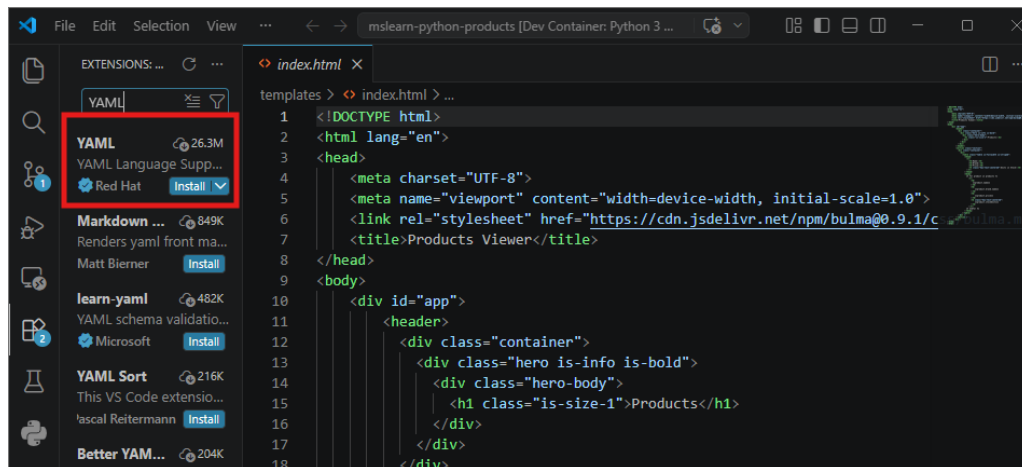 File Edit Selection View ··· mslearn-python-products [Dev Container: Python 3 ...
EXTENSIONS: ... ···
YAML
YAML 26.3M
YAML Language Supp...
Red Hat Install
Markdown ... 849K
Renders yaml front ma...
Matt Bierner Install
learn-yaml 482K
YAML schema validatio...
Microsoft Install
YAML Sort 216K
This VS Code extensio...
Pascal Reitermann Install
Better YAM... 204K
1
2
index.html
templates > index.html > ...
1 <!DOCTYPE html>
2 <html lang="en">
3 <head>
4 <meta charset="UTF-8">
5 <meta name="viewport" content="width=device-width, initial-scale=1.0">
6 <link rel="stylesheet" href="https://cdn.jsdelivr.net/npm/bulma@0.9.1/css/bulma.m
7 <title>Products Viewer</title>
8 </head>
9 <body>
10 <div id="app">
11 <header>
12 <div class="container">
13 <div class="hero is-info is-bold">
14 <div class="hero-body">
15 <h1 class="is-size-1">Products</h1>
16 </div>
17 </div>
18 </div>